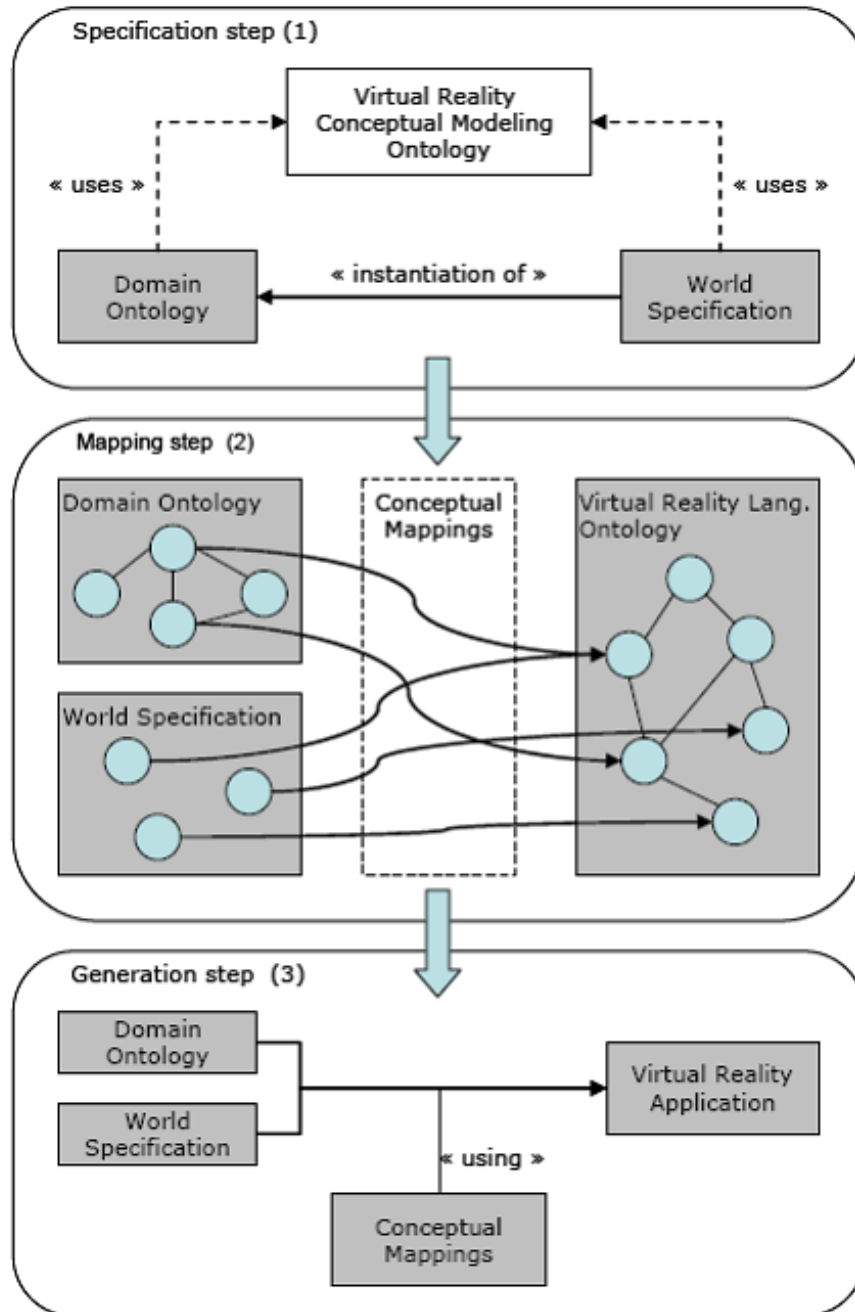 Specification step (1)
Virtual Reality
Conceptual Modeling
Ontology
« uses »
« uses »
Domain
Ontology
« instantiation of »
World
Specification
Mapping step (2)
Domain Ontology
Conceptual
Mappings
Virtual Reality Lang.
Ontology
World Specification
Generation step (3)
Domain
Ontology
World
Specification
Virtual Reality
Application
« using »
Conceptual
Mappings